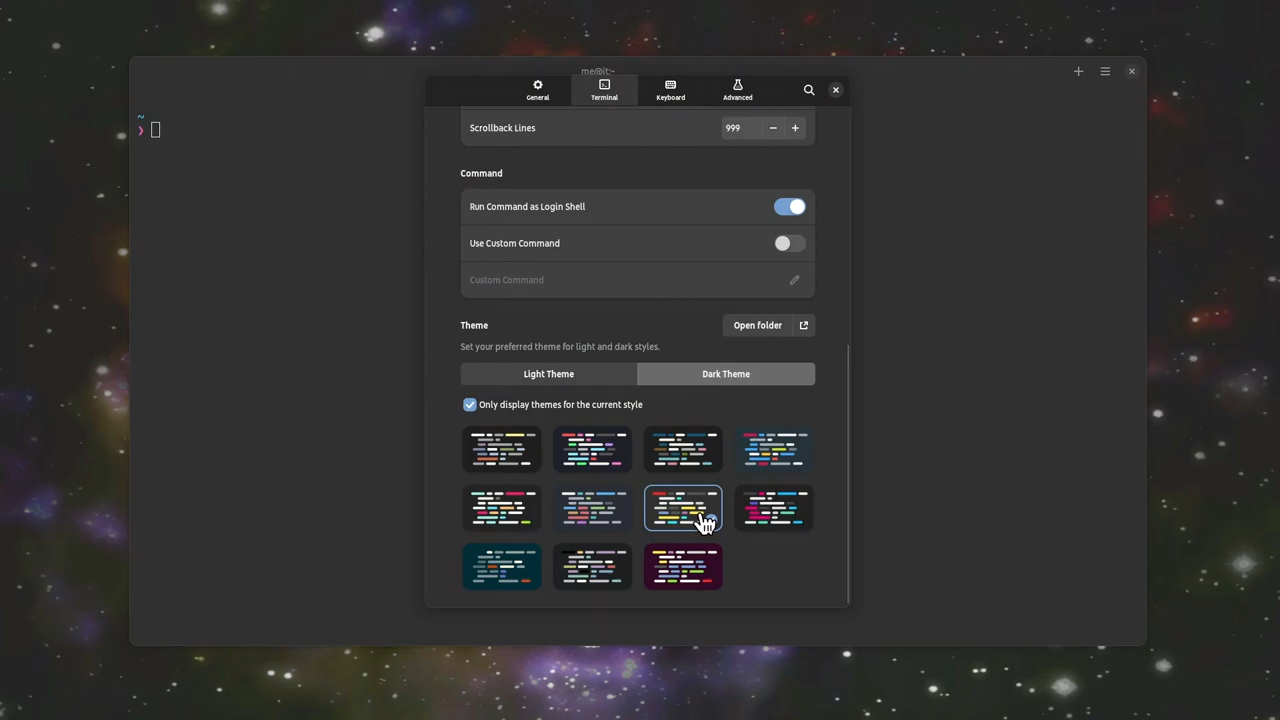 me@it:~
General
Terminal
Keyboard
Advanced
~
❯
Scrollback Lines
999
Command
Run Command as Login Shell
Use Custom Command
Custom Command
Theme
Open folder
Set your preferred theme for light and dark styles.
Light Theme
Dark Theme
Only display themes for the current style